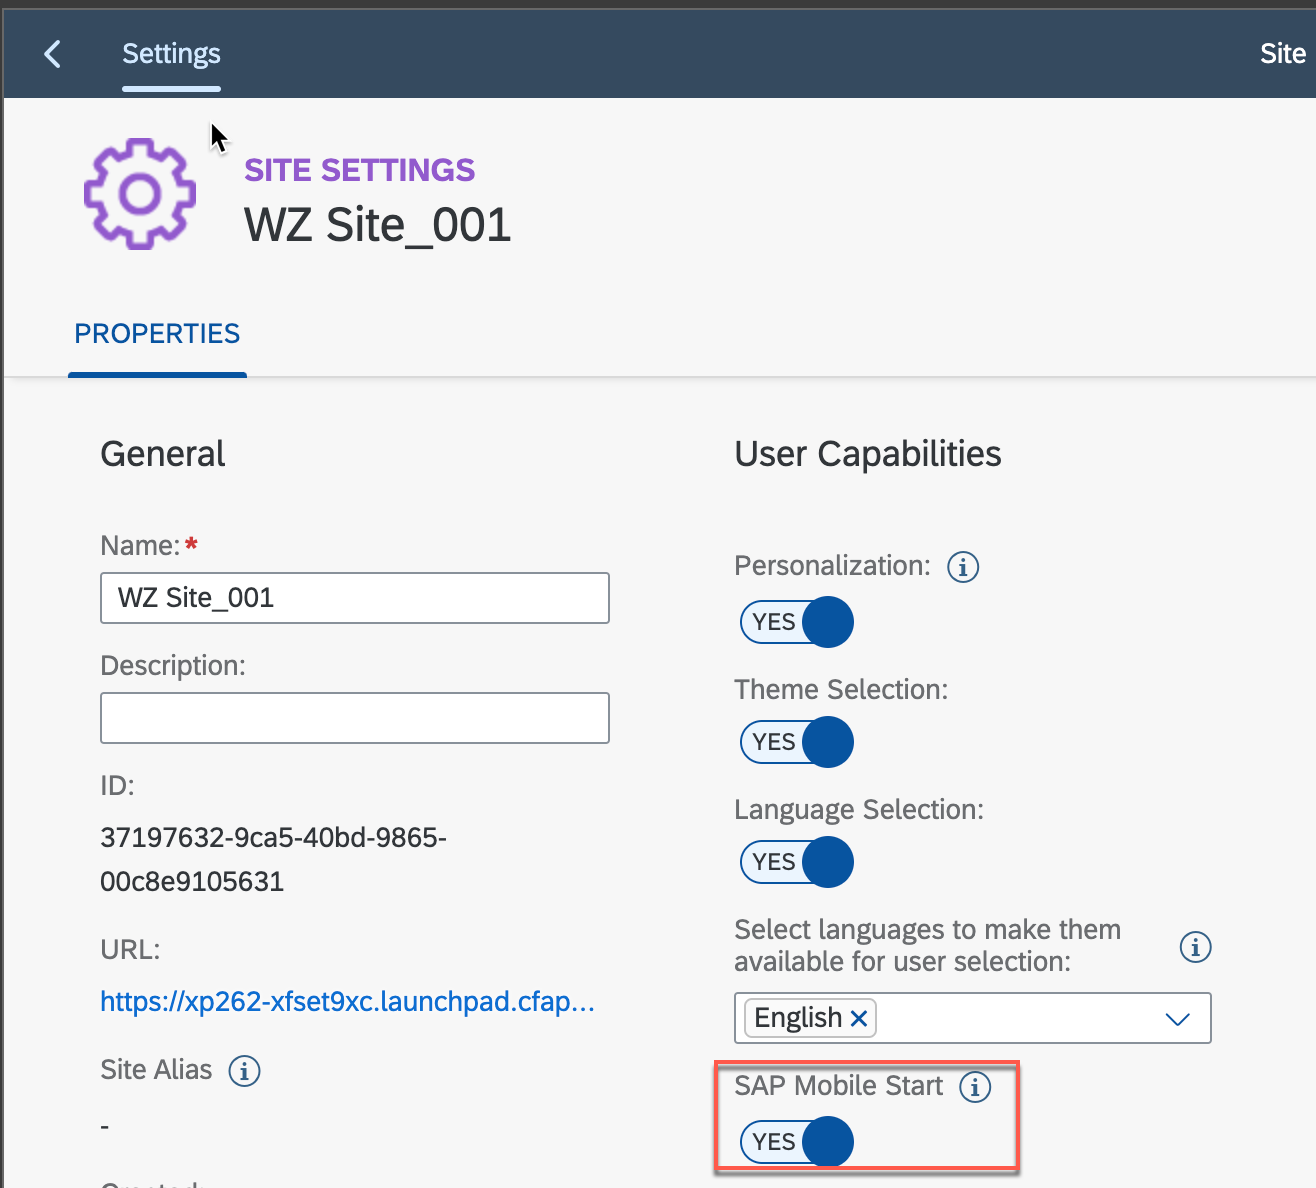 Settings
Site
SITE SETTINGS
WZ Site_001
PROPERTIES
General
Name:*
WZ Site_001
Description:
ID:
37197632-9ca5-40bd-9865-
00c8e9105631
URL:
https://xp262-xfset9xc.launchpad.cfap...
Site Alias
-
User Capabilities
Personalization:
YES
Theme Selection:
YES
Language Selection:
YES
Select languages to make them
available for user selection:
English
SAP Mobile Start
YES